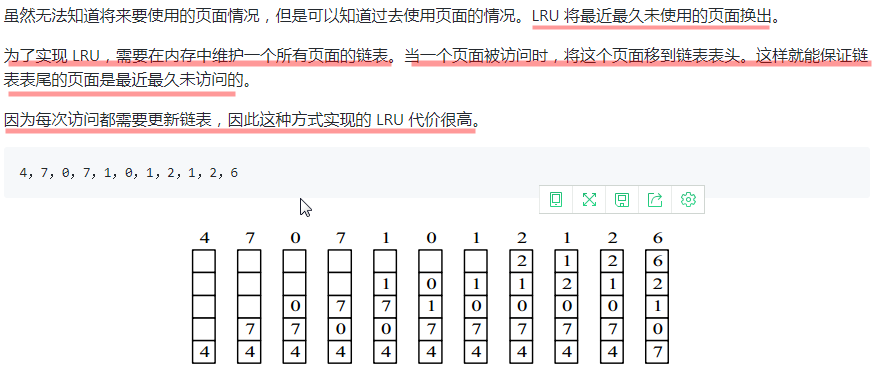 虽然无法知道将来要使用的页面情况，但是可以知道过去使用页面的情况。LRU 将最近最久未使用的页面换出。
为了实现 LRU，需要在内存中维护一个所有页面的链表。当一个页面被访问时，将这个页面移到链表表头。这样就能保证链
表表尾的页面是最近最久未访问的。
因为每次访问都需要更新链表，因此这种方式实现的 LRU 代价很高。
4，7，0，7，1，0，1，2，1，2，6
4 7 0 7 1 0 1 2 1 2 6
2 1 2 6
1 0 1 1 2 1 2
0 7 7 1 0 0 0 0 1
7 7 0 0 7 7 7 7 7 0
4 4 4 4 4 4 4 4 4 4 7